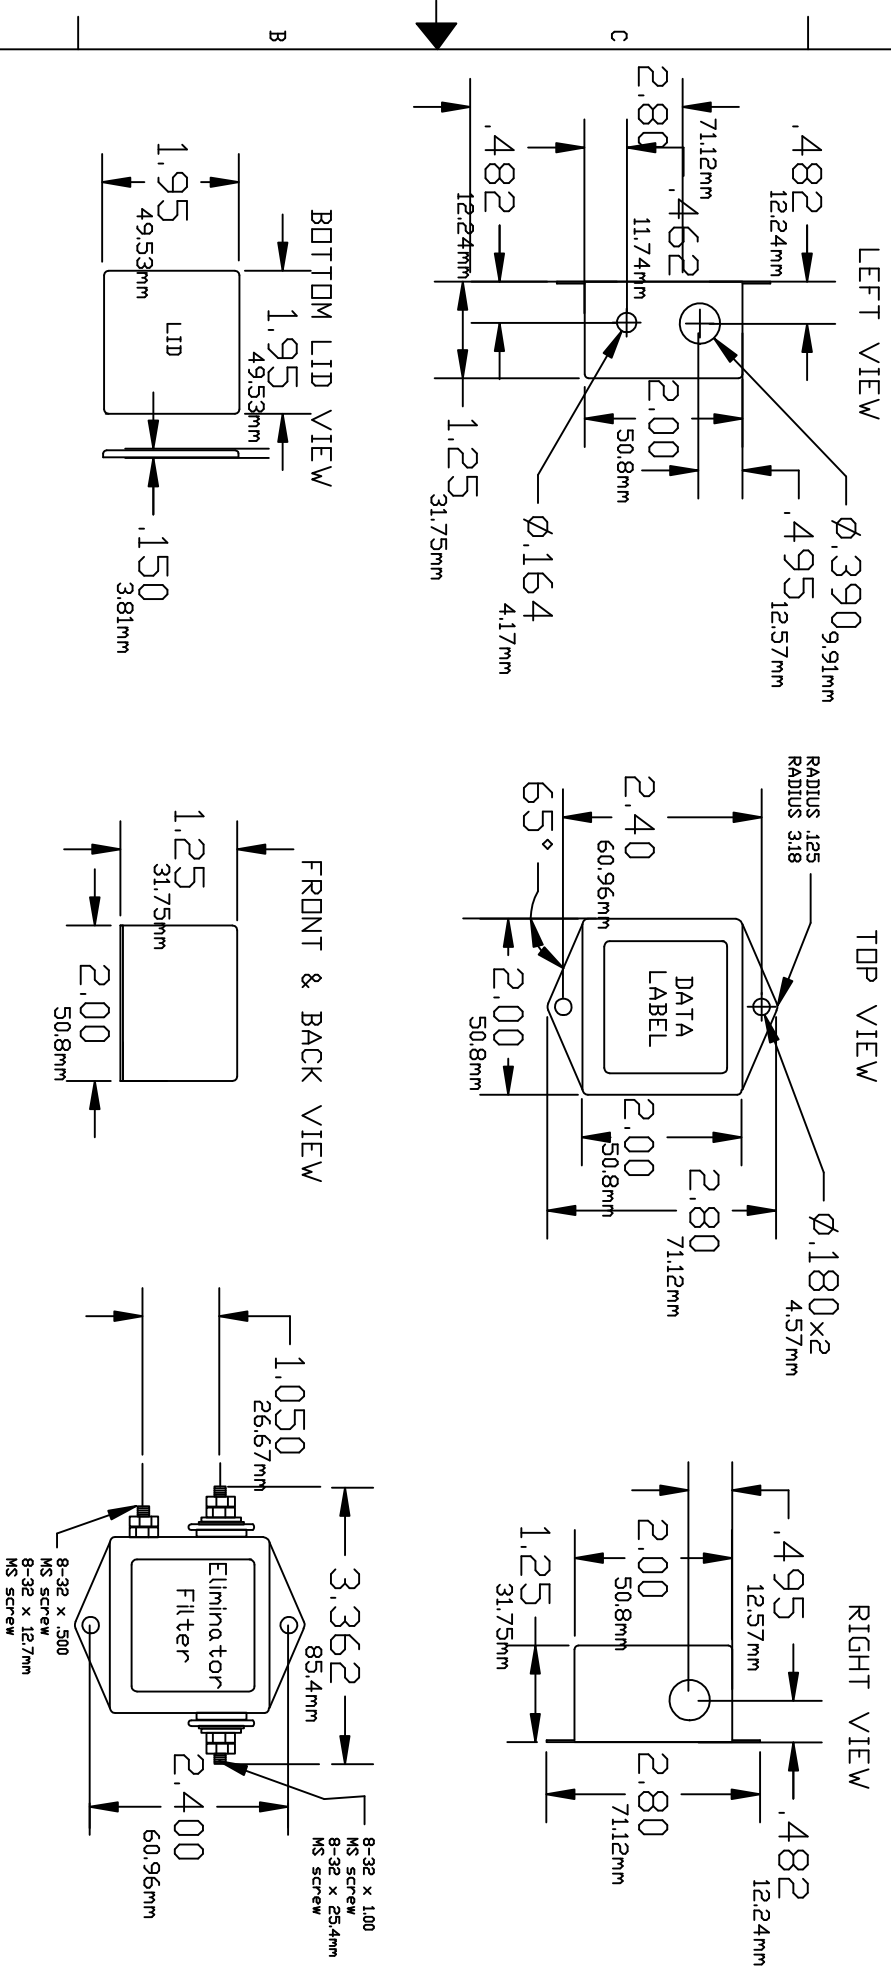 C
B
LEFT VIEW
2.80
71.12mm
.482
12.24mm
.482
12.24mm
.462
11.74mm
2.00
50.8mm
1.25
31.75mm
Ø.390
9.91mm
.495
12.57mm
Ø.164
4.17mm
TOP VIEW
RADIUS .125
RADIUS 3.18
2.40
60.96mm
65°
DATA
LABEL
2.00
50.8mm
2.00
50.8mm
2.80
71.12mm
Ø.180x2
4.57mm
RIGHT VIEW
.495
12.57mm
2.00
50.8mm
1.25
31.75mm
2.80
71.12mm
.482
12.24mm
BOTTOM LID VIEW
1.95
49.53mm
1.95
49.53mm
LID
.150
3.81mm
FRONT & BACK VIEW
1.25
31.75mm
2.00
50.8mm
1.050
26.67mm
3.362
85.4mm
Eliminator
Filter
2.400
60.96mm
8-32 x .500
MS screw
8-32 x 12.7mm
MS screw
8-32 x 1.00
MS screw
8-32 x 25.4mm
MS screw